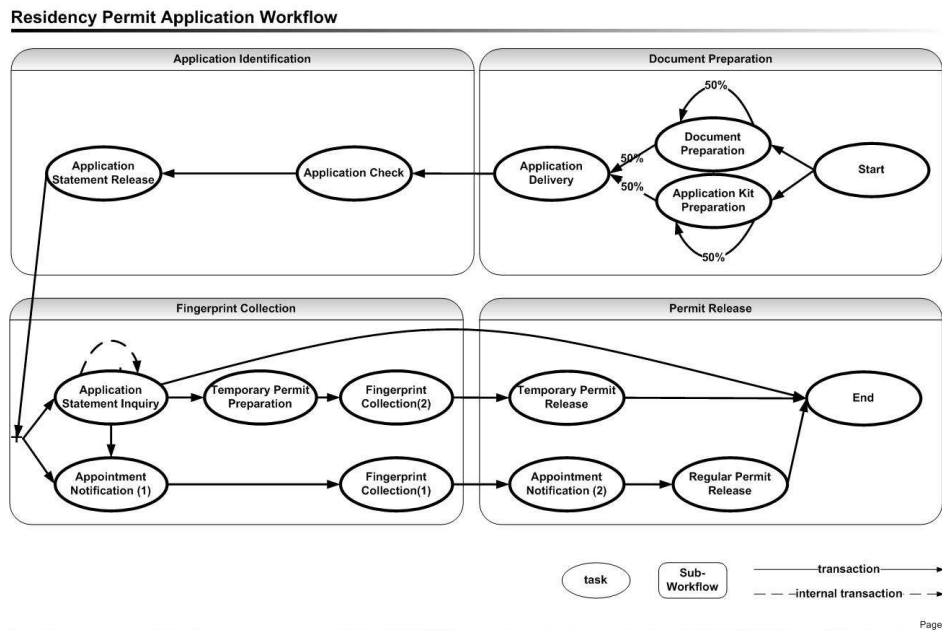 Residency Permit Application Workflow
Application Identification
Document Preparation
50%
Application
Statement Release
Application Check
Application
Delivery
50%
Document
Preparation
Start
50%
Application Kit
Preparation
50%
Fingerprint Collection
Permit Release
Application
Statement Inquiry
Temporary Permit
Preparation
Fingerprint
Collection(2)
Temporary Permit
Release
End
Appointment
Notification (1)
Fingerprint
Collection(1)
Appointment
Notification (2)
Regular Permit
Release
task
Sub-
Workflow
transaction
internal transaction
Page